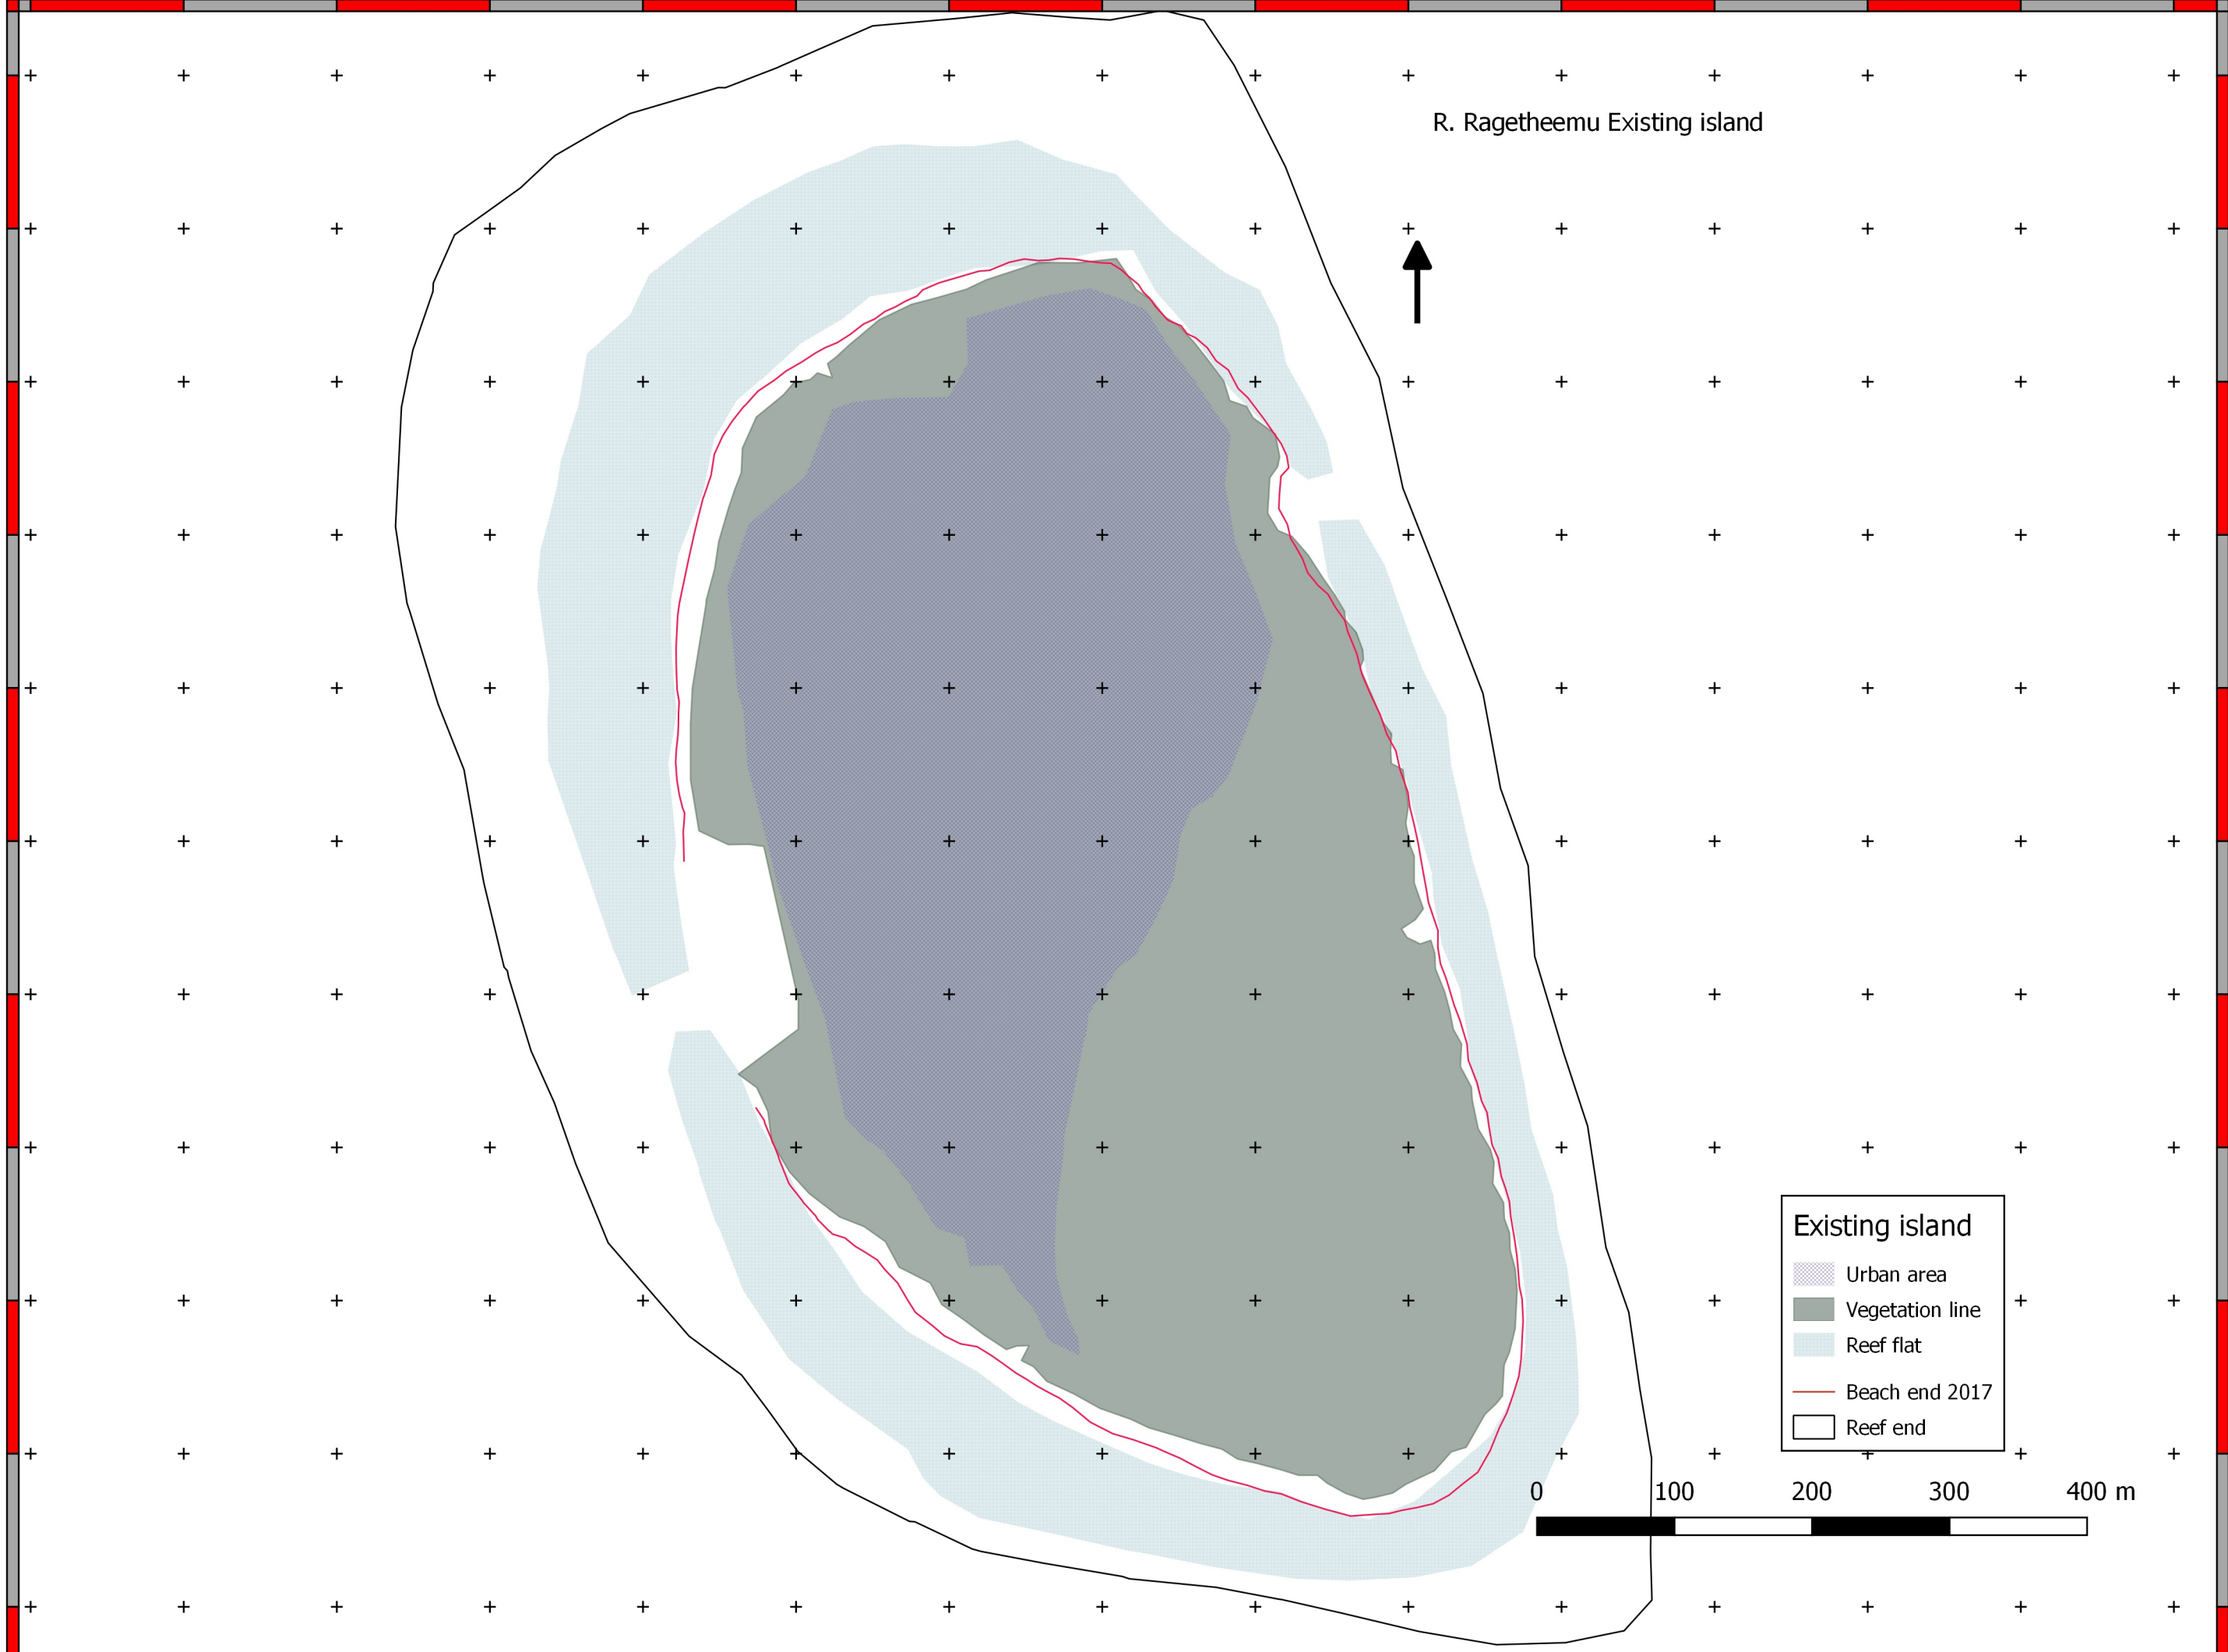 R. Ragetheemu Existing island
Existing island
Urban area
Vegetation line
Reef flat
Beach end 2017
Reef end
0 100 200 300 400 m